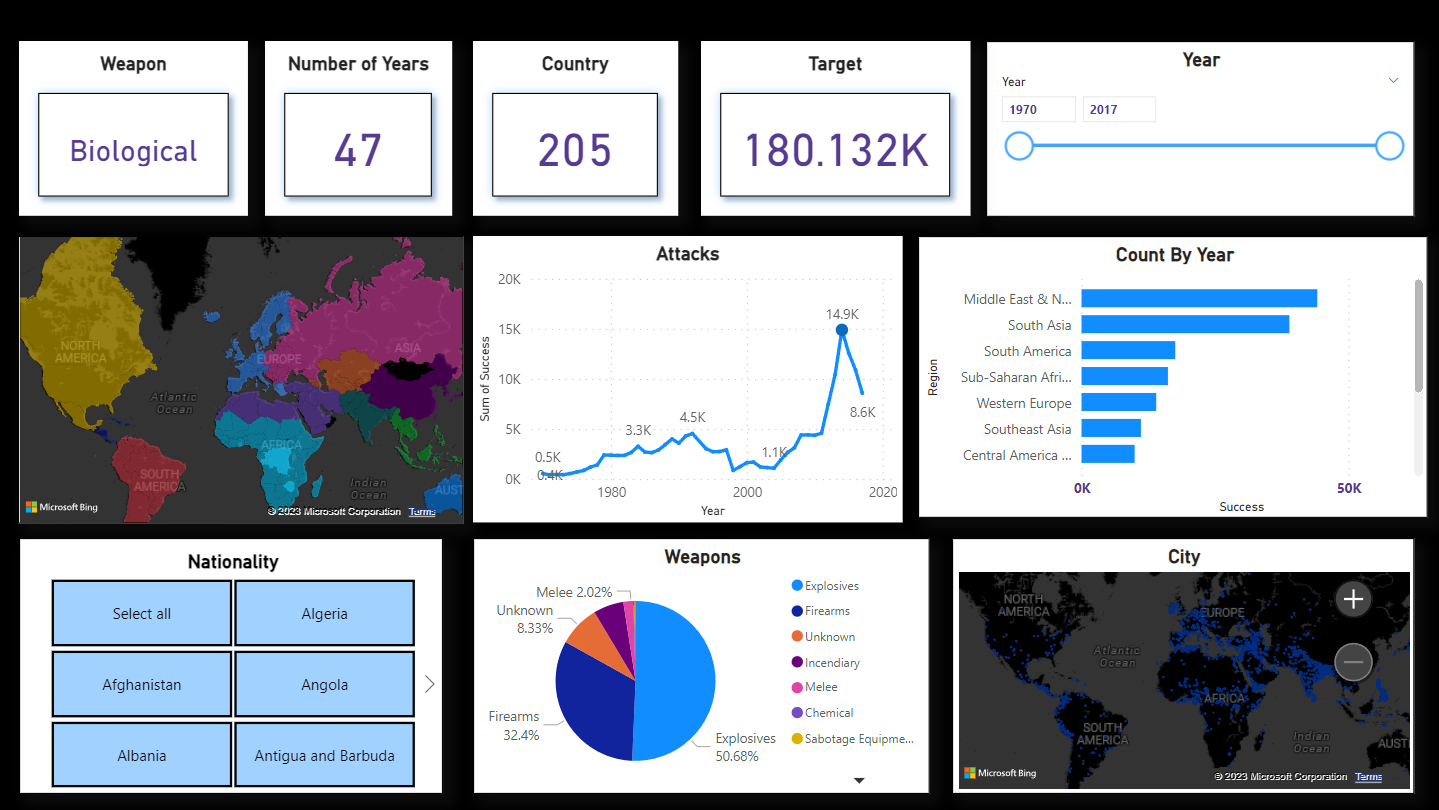 Weapon
Biological
Number of Years
47
Country
205
Target
180.132K
Year
Year
1970
2017
NORTH
AMERICA
EUROPE
ASIA
Atlantic
Ocean
AFRICA
SOUTH
AMERICA
Indian
Ocean
AUST
Microsoft Bing
© 2023 Microsoft Corporation Terms
Attacks
Sum of Success
20K
15K
10K
5K
0K
0.5K
0.4K
3.3K
4.5K
1.1K
14.9K
8.6K
1980
2000
2020
Year
Count By Year
Region
Middle East & N...
South Asia
South America
Sub-Saharan Afri...
Western Europe
Southeast Asia
Central America ...
0K
50K
Success
Nationality
Select all
Algeria
Afghanistan
Angola
Albania
Antigua and Barbuda
Weapons
Melee 2.02%
Unknown
8.33%
Firearms
32.4%
Explosives
50.68%
Explosives
Firearms
Unknown
Incendiary
Melee
Chemical
Sabotage Equipme...
City
NORTH
AMERICA
EUROPE
Atlantic
Ocean
AFRICA
SOUTH
AMERICA
Indian
Ocean
AUST
Microsoft Bing
© 2023 Microsoft Corporation Terms